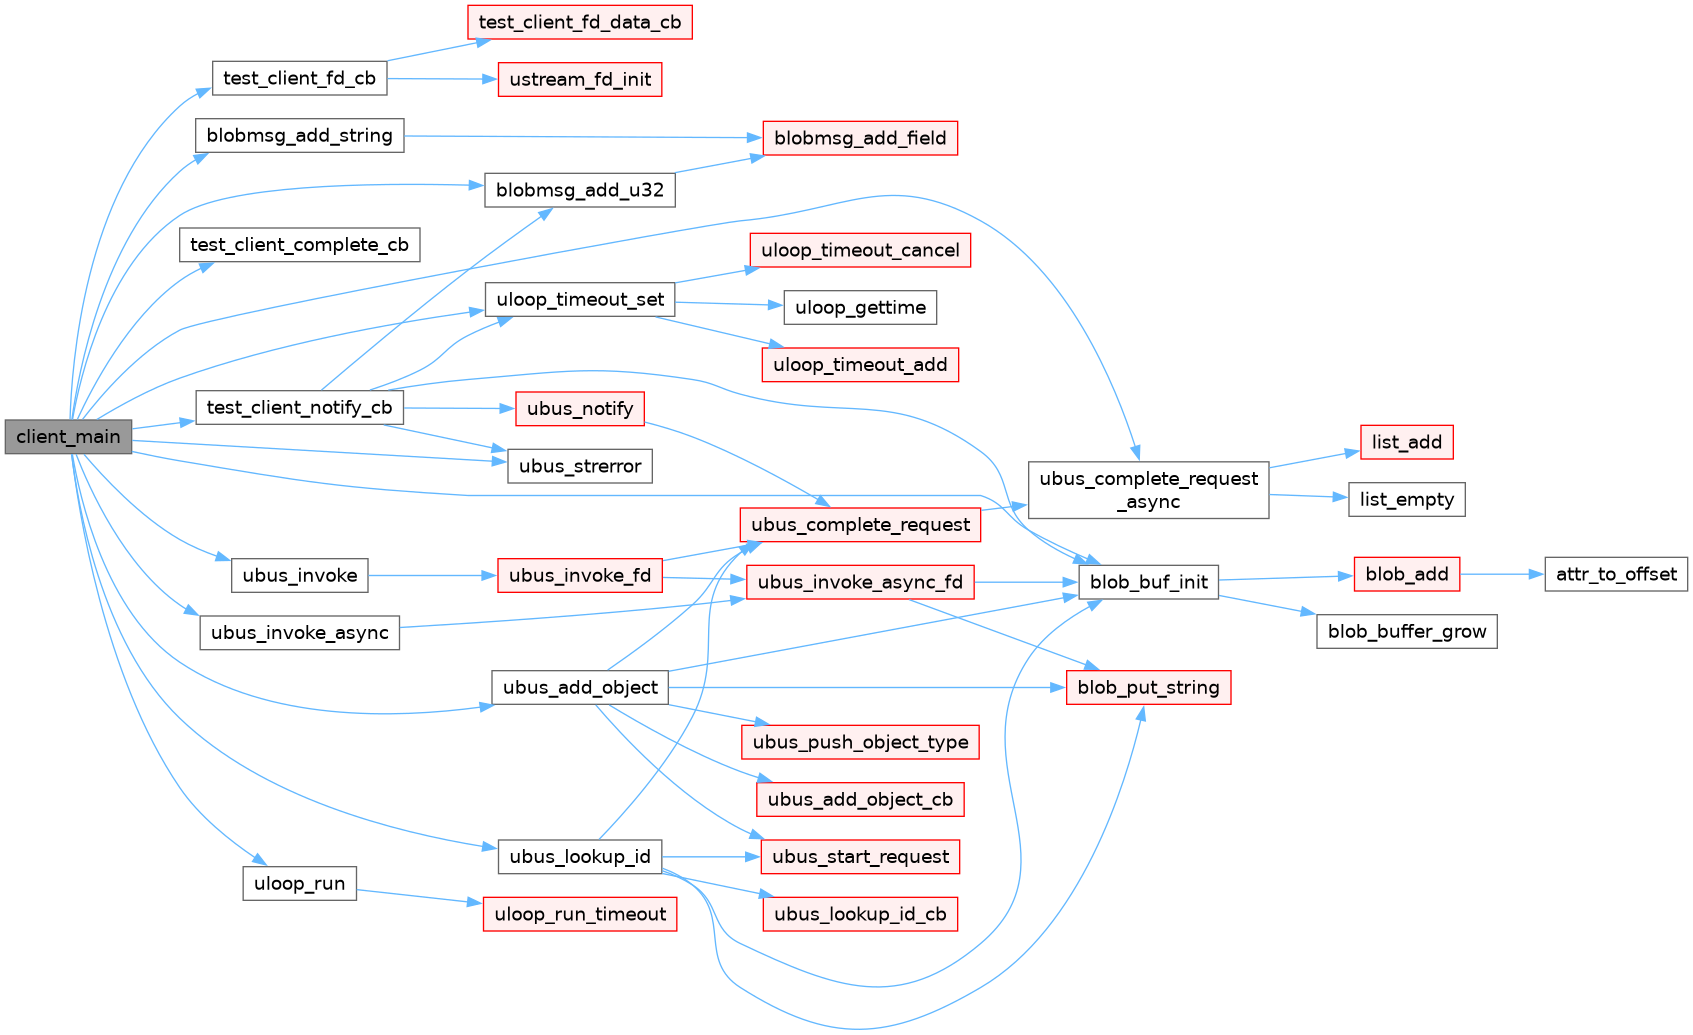 test_client_fd_data_cb
test_client_fd_cb
ustream_fd_init
blobmsg_add_string
blobmsg_add_field
blobmsg_add_u32
test_client_complete_cb
uloop_timeout_cancel
uloop_timeout_set
uloop_gettime
uloop_timeout_add
test_client_notify_cb
ubus_notify
client_main
ubus_strerror
list_add
ubus_complete_request
_async
list_empty
ubus_complete_request
ubus_invoke
ubus_invoke_fd
ubus_invoke_async_fd
blob_buf_init
blob_add
attr_to_offset
ubus_invoke_async
blob_buffer_grow
ubus_add_object
blob_put_string
ubus_push_object_type
ubus_add_object_cb
ubus_lookup_id
ubus_start_request
uloop_run
uloop_run_timeout
ubus_lookup_id_cb